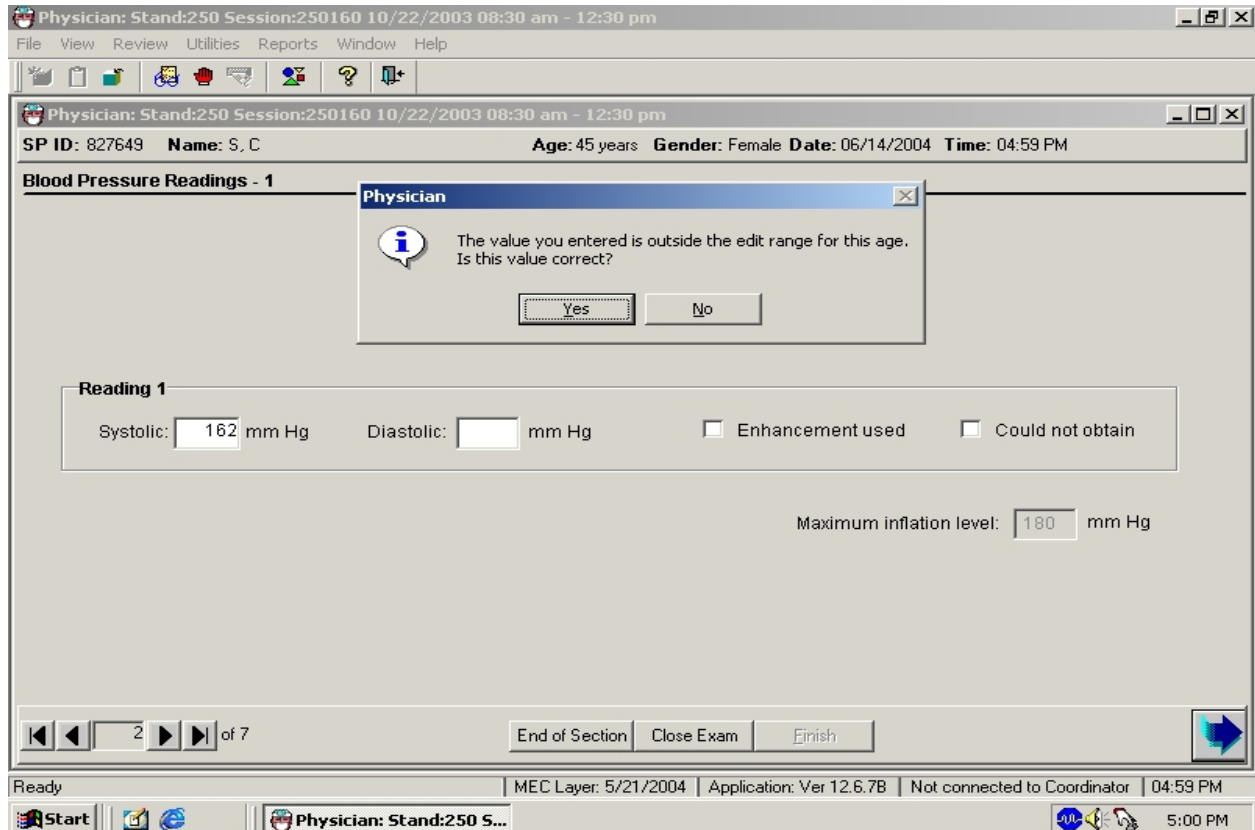 Physician: Stand:250 Session:250160 10/22/2003 08:30 am - 12:30 pm
File View Review Utilities Reports Window Help
Physician: Stand:250 Session:250160 10/22/2003 08:30 am - 12:30 pm
SP ID: 827649 Name: S, C Age: 45 years Gender: Female Date: 06/14/2004 Time: 04:59 PM
Blood Pressure Readings - 1
Physician
The value you entered is outside the edit range for this age.
Is this value correct?
Yes No
Reading 1
Systolic: 162 mm Hg Diastolic: mm Hg Enhancement used Could not obtain
Maximum inflation level: 180 mm Hg
2 of 7 End of Section Close Exam Finish
Ready MEC Layer: 5/21/2004 Application: Ver 12.6.7B Not connected to Coordinator 04:59 PM
Start Physician: Stand:250 S... 5:00 PM